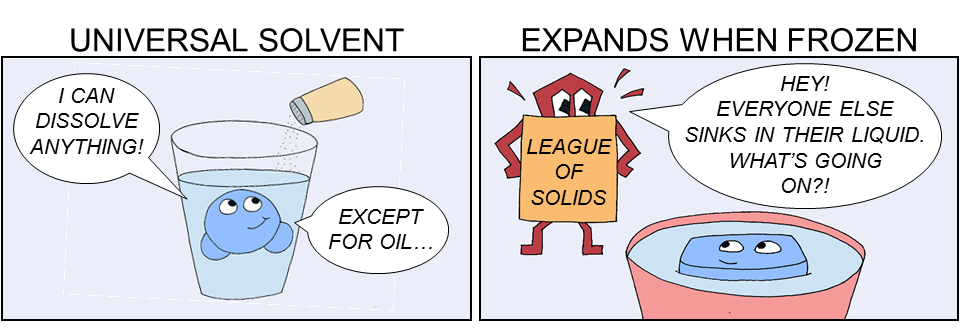 UNIVERSAL SOLVENT
I CAN
DISSOLVE
ANYTHING!
EXCEPT
FOR OIL...
EXPANDS WHEN FROZEN
HEY!
EVERYONE ELSE
SINKS IN THEIR LIQUID.
WHAT'S GOING
ON?!
LEAGUE
OF
SOLIDS